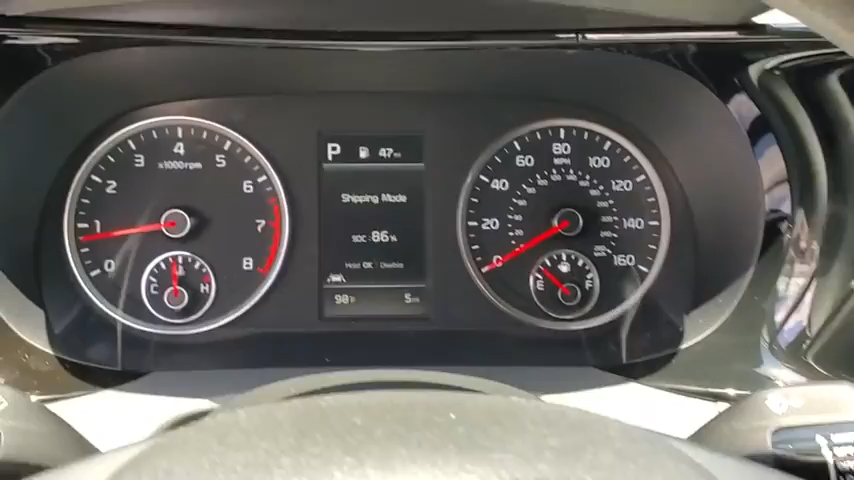 P 47mi
Shipping Mode
SOC : 86%
Hold OK : Disable
98°F 5mi
x1000rpm
0 1 2 3 4 5 6 7 8
C H
MPH
0 20 40 60 80 100 120 140 160
E F